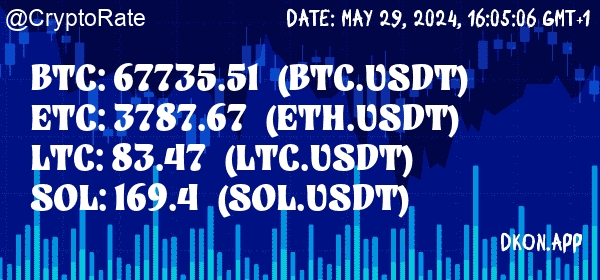 @CryptoRate
DATE: MAY 29, 2024, 16:05:06 GMT+1
BTC: 67735.51 (BTC.USDT)
ETC: 3787.67 (ETH.USDT)
LTC: 83.47 (LTC.USDT)
SOL: 169.4 (SOL.USDT)
DKON.APP